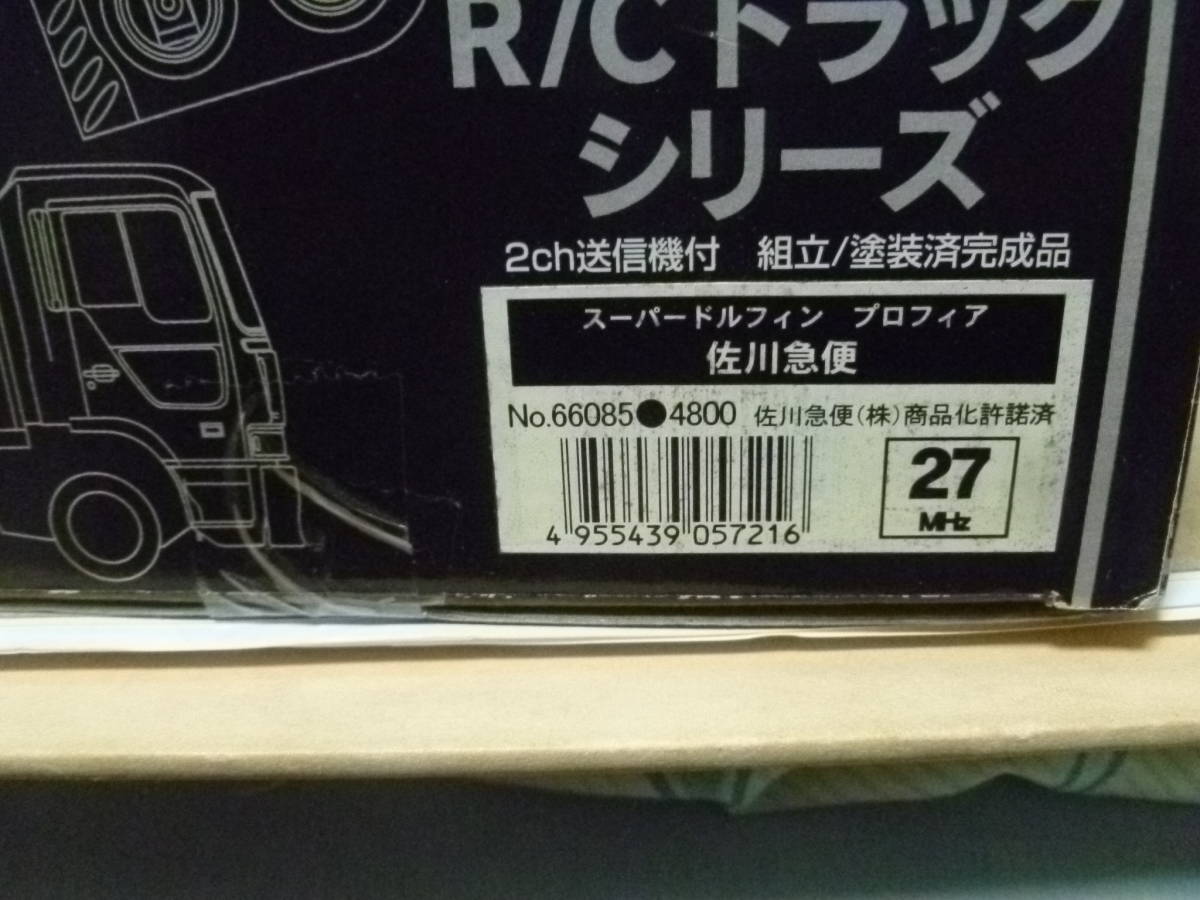 R/Cトラック
シリーズ
2ch送信機付 組立/塗装済完成品
スーパードルフィン プロフィア
佐川急便
No.66085●4800 佐川急便(株)商品化許諾済
27
MHz
4 955439 057216